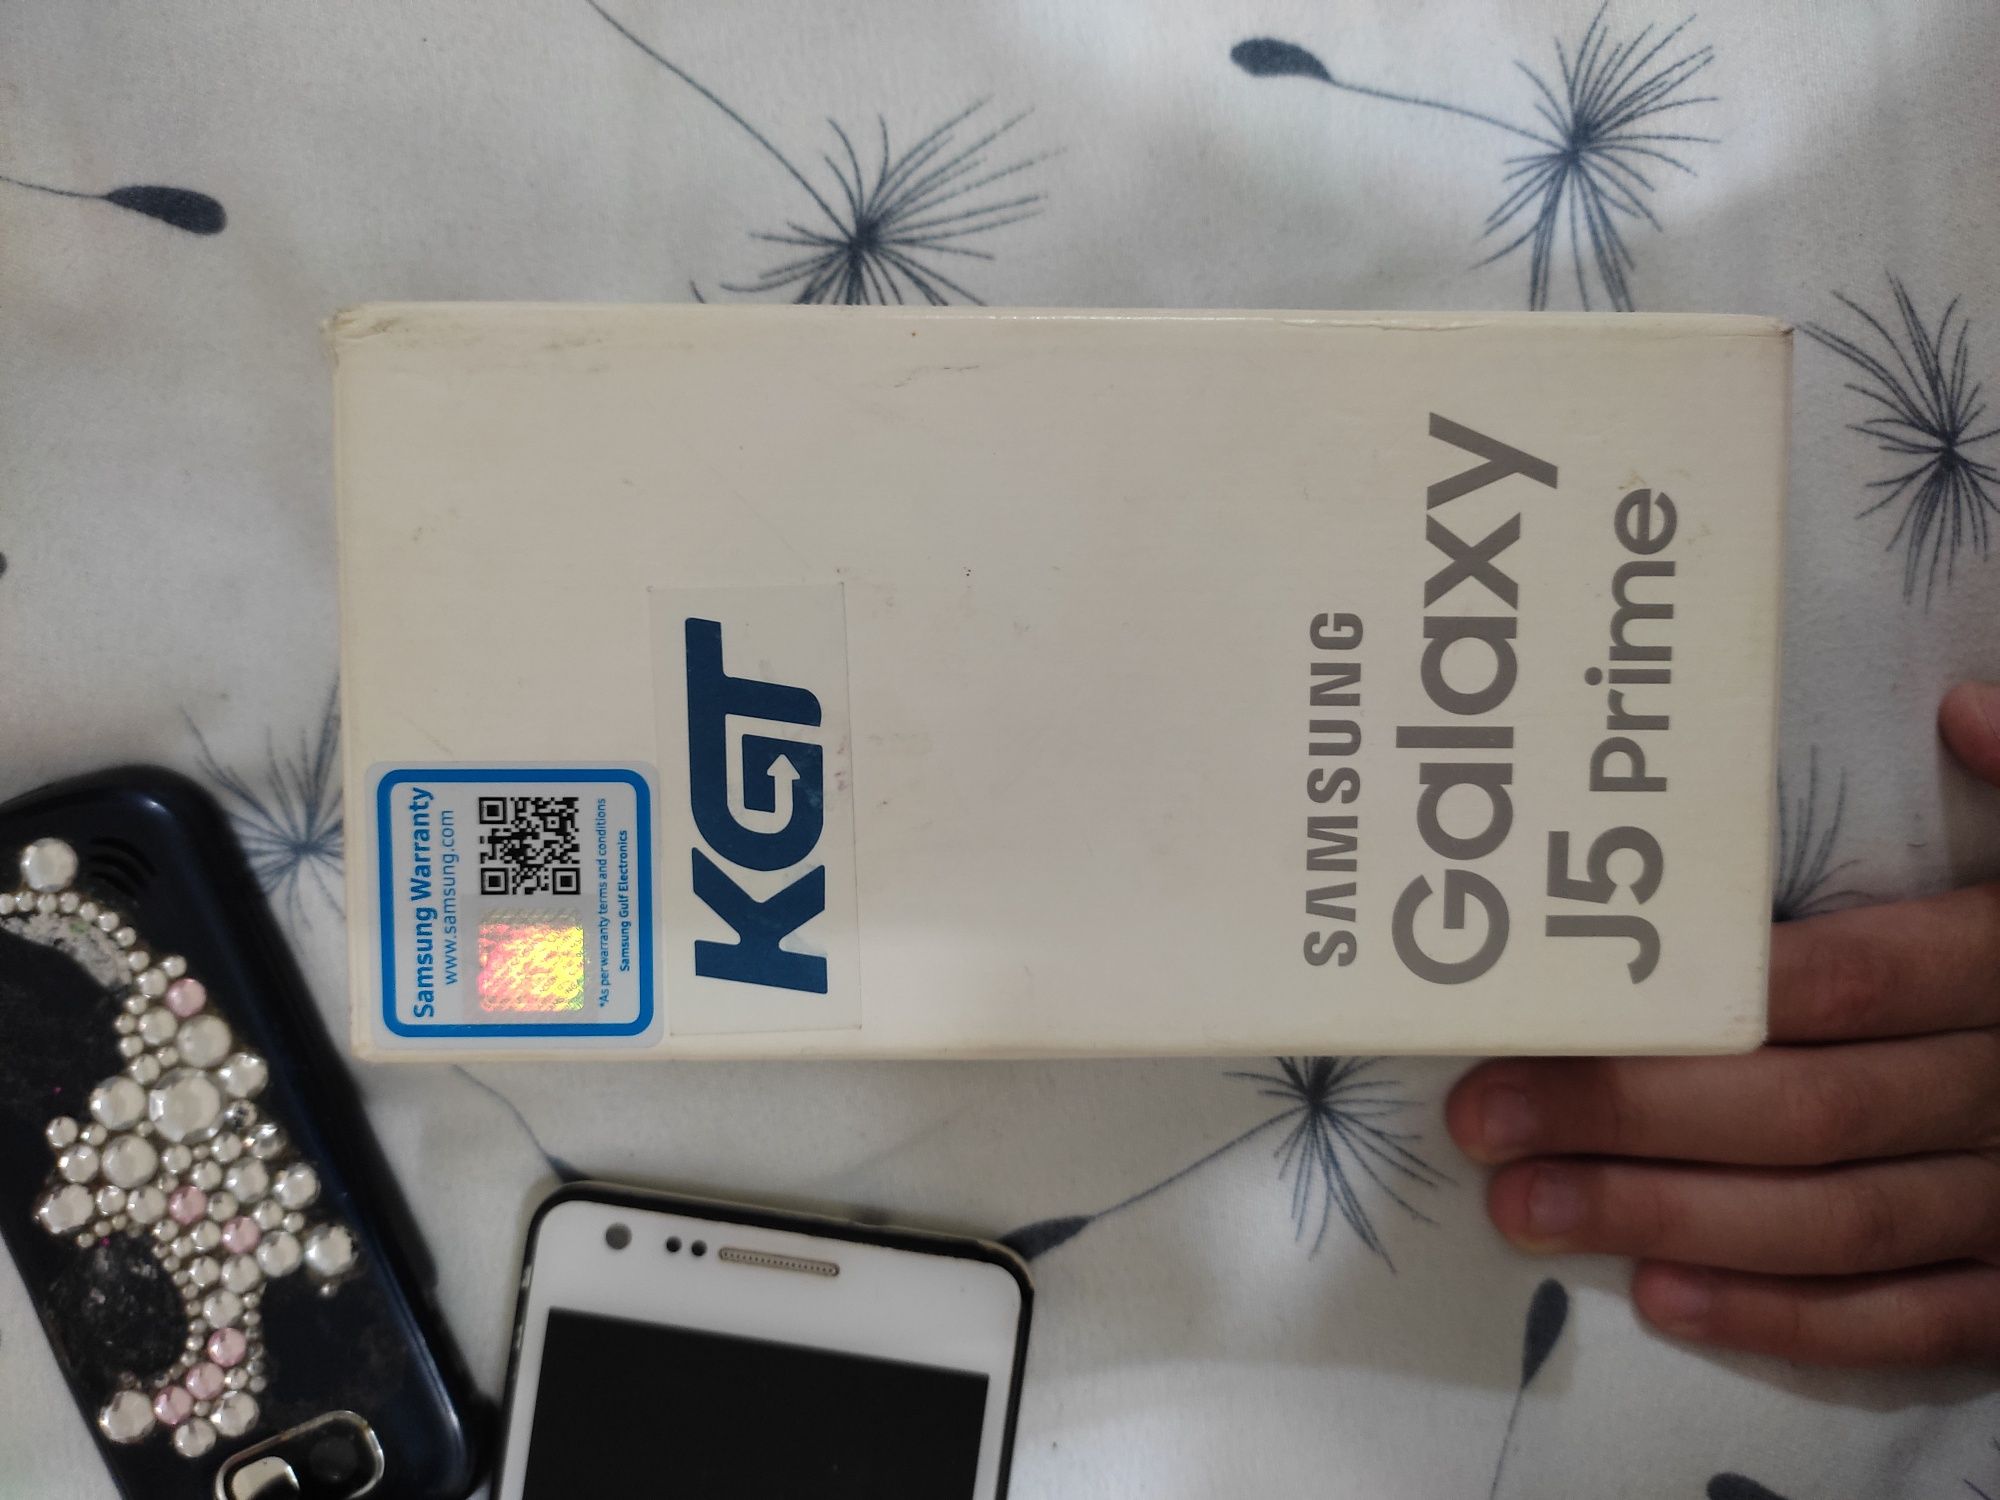 Samsung Warranty
www.samsung.com
*As per warranty terms and conditions
Samsung Gulf Electronics
KGT
SAMSUNG
Galaxy
J5 Prime